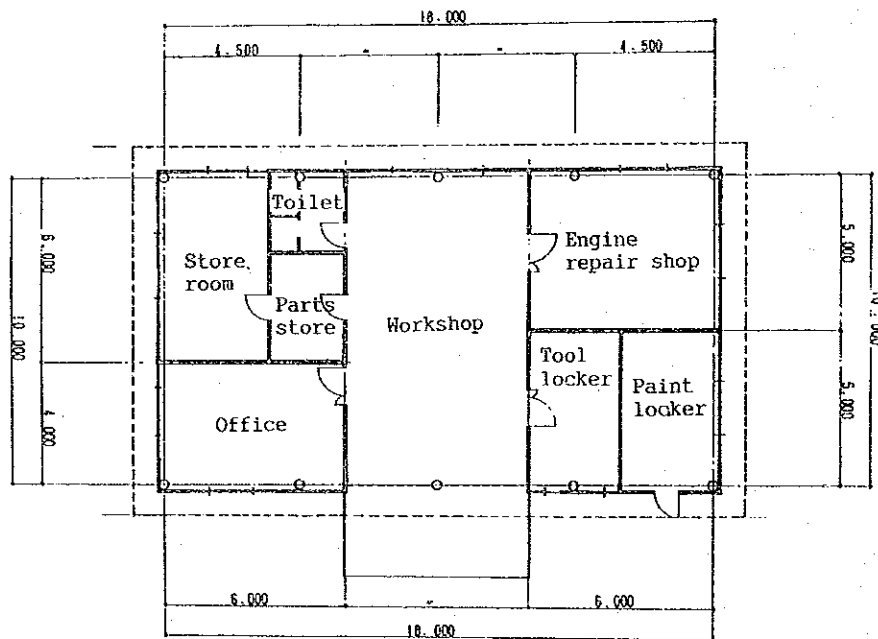 18.000
4.500
-
-
4.500
Toilet
Store
room
Parts
store
Workshop
Engine
repair shop
Tool
locker
Paint
locker
Office
6.000
10.000
4.000
5.000
5.000
6.000
-
6.000
18.000